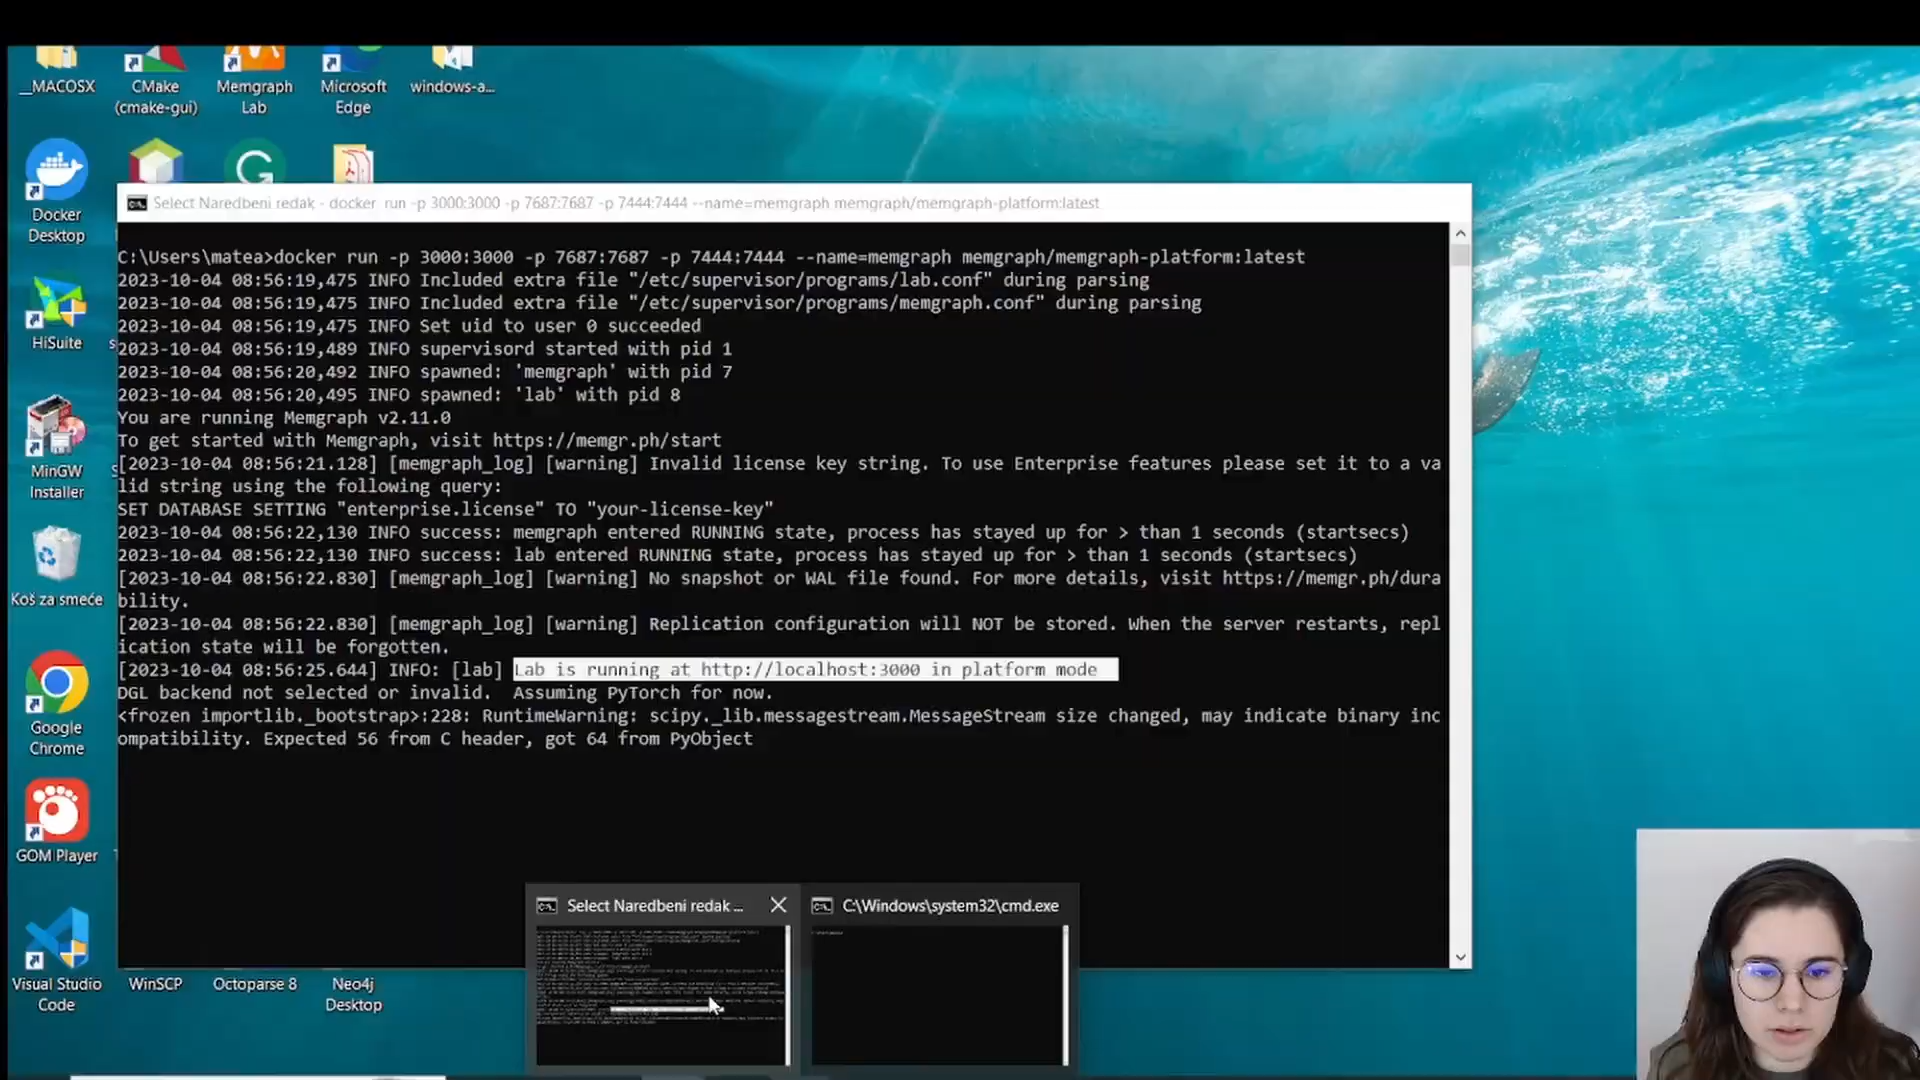 __MACOSX
CMake
(cmake-gui)
Memgraph
Lab
Microsoft
Edge
windows-a...
Docker
Desktop
HiSuite
MinGW
Installer
Koš za smeće
Google
Chrome
GOM Player
Visual Studio
Code
WinSCP
Octoparse 8
Neo4j
Desktop
Select Naredbeni redak - docker run -p 3000:3000 -p 7687:7687 -p 7444:7444 --name=memgraph memgraph/memgraph-platform:latest
C:\Users\matea>docker run -p 3000:3000 -p 7687:7687 -p 7444:7444 --name=memgraph memgraph/memgraph-platform:latest
2023-10-04 08:56:19,475 INFO Included extra file "/etc/supervisor/programs/lab.conf" during parsing
2023-10-04 08:56:19,475 INFO Included extra file "/etc/supervisor/programs/memgraph.conf" during parsing
2023-10-04 08:56:19,475 INFO Set uid to user 0 succeeded
2023-10-04 08:56:19,489 INFO supervisord started with pid 1
2023-10-04 08:56:20,492 INFO spawned: 'memgraph' with pid 7
2023-10-04 08:56:20,495 INFO spawned: 'lab' with pid 8
You are running Memgraph v2.11.0
To get started with Memgraph, visit https://memgr.ph/start
[2023-10-04 08:56:21.128] [memgraph_log] [warning] Invalid license key string. To use Enterprise features please set it to a va
lid string using the following query:
SET DATABASE SETTING "enterprise.license" TO "your-license-key"
2023-10-04 08:56:22,130 INFO success: memgraph entered RUNNING state, process has stayed up for > than 1 seconds (startsecs)
2023-10-04 08:56:22,130 INFO success: lab entered RUNNING state, process has stayed up for > than 1 seconds (startsecs)
[2023-10-04 08:56:22.830] [memgraph_log] [warning] No snapshot or WAL file found. For more details, visit https://memgr.ph/dura
bility.
[2023-10-04 08:56:22.830] [memgraph_log] [warning] Replication configuration will NOT be stored. When the server restarts, repl
ication state will be forgotten.
[2023-10-04 08:56:25.644] INFO: [lab] Lab is running at http://localhost:3000 in platform mode
DGL backend not selected or invalid.  Assuming PyTorch for now.
<frozen importlib._bootstrap>:228: RuntimeWarning: scipy._lib.messagestream.MessageStream size changed, may indicate binary inc
ompatibility. Expected 56 from C header, got 64 from PyObject
Select Naredbeni redak ...
C:\Windows\system32\cmd.exe